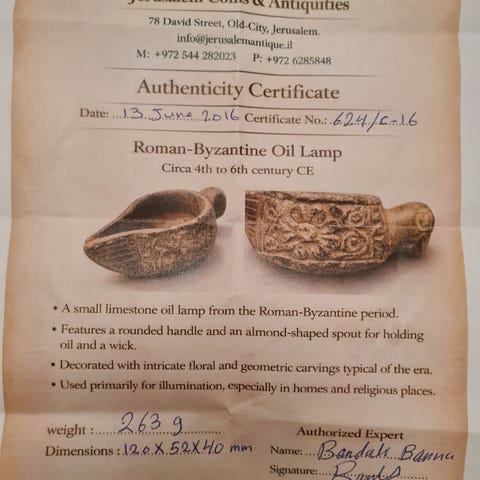 Jerusalem Coins & Antiquities
78 David Street, Old-City, Jerusalem.
info@jerusalemantique.il
M: +972 544 282023 P: +972 6285848
Authenticity Certificate
Date: 13 June 2016 Certificate No.: 624/C-16
Roman-Byzantine Oil Lamp
Circa 4th to 6th century CE
• A small limestone oil lamp from the Roman-Byzantine period.
• Features a rounded handle and an almond-shaped spout for holding
oil and a wick.
• Decorated with intricate floral and geometric carvings typical of the era.
• Used primarily for illumination, especially in homes and religious places.
weight : 263 g
Dimensions : 120 X 52 X 40 mm
Authorized Expert
Name:
Signature: